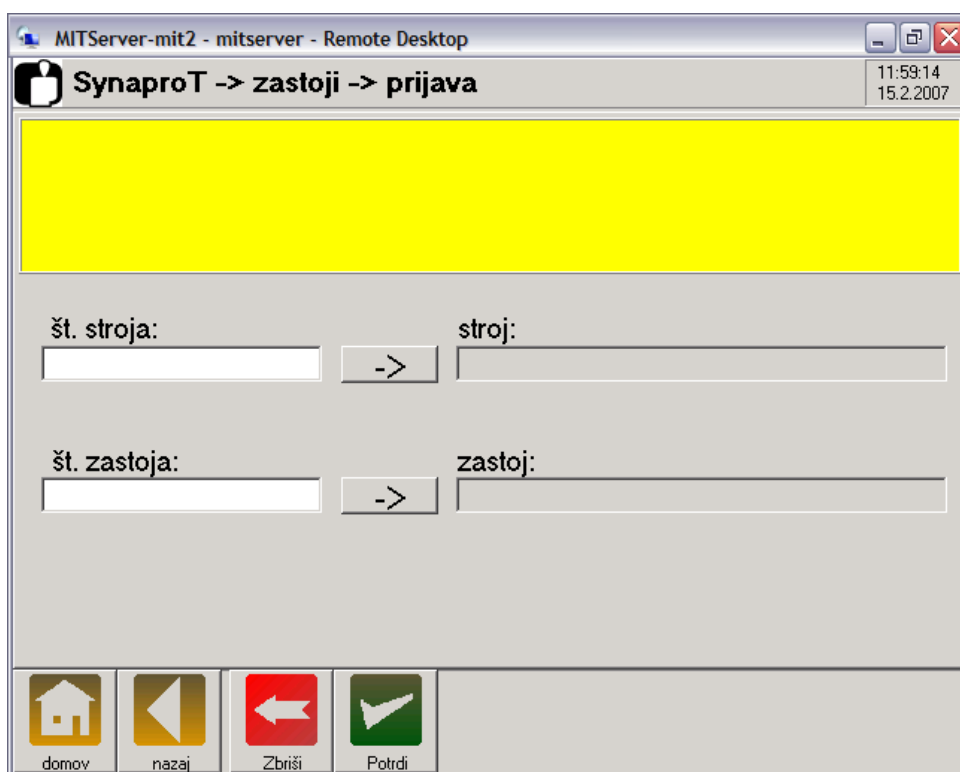 MITServer-mit2 - mitserver - Remote Desktop
SynaproT -> zastoji -> prijava
11:59:14
15.2.2007
št. stroja:
stroj:
->
št. zastoja:
zastoj:
->
domov
nazaj
Zbriši
Potrdi